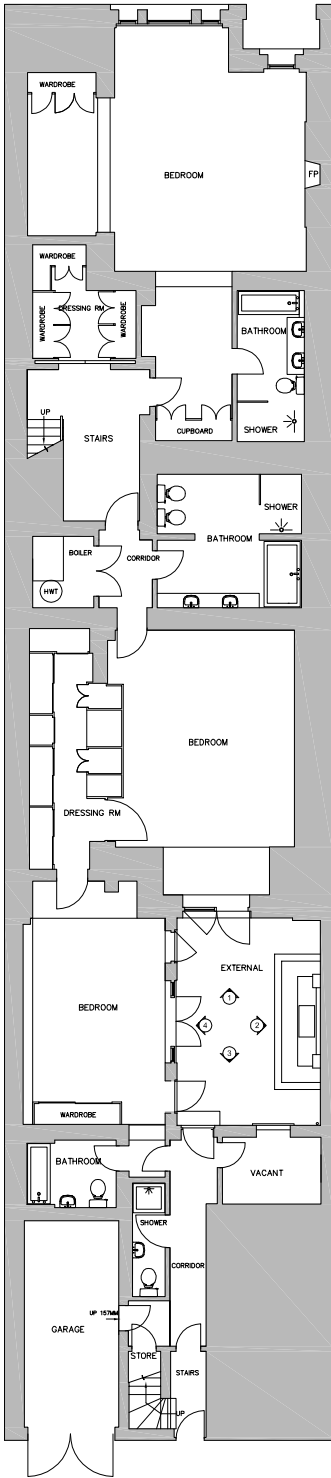 WARDROBE
BEDROOM
FP
WARDROBE
DRESSING RM
WARDROBE
WARDROBE
BATHROOM
UP
STAIRS
CUPBOARD
SHOWER
SHOWER
BOILER
CORRIDOR
BATHROOM
HWT
BEDROOM
DRESSING RM
EXTERNAL
1
4
2
3
BEDROOM
WARDROBE
BATHROOM
VACANT
SHOWER
CORRIDOR
UP 157MM
GARAGE
STORE
STAIRS
UP